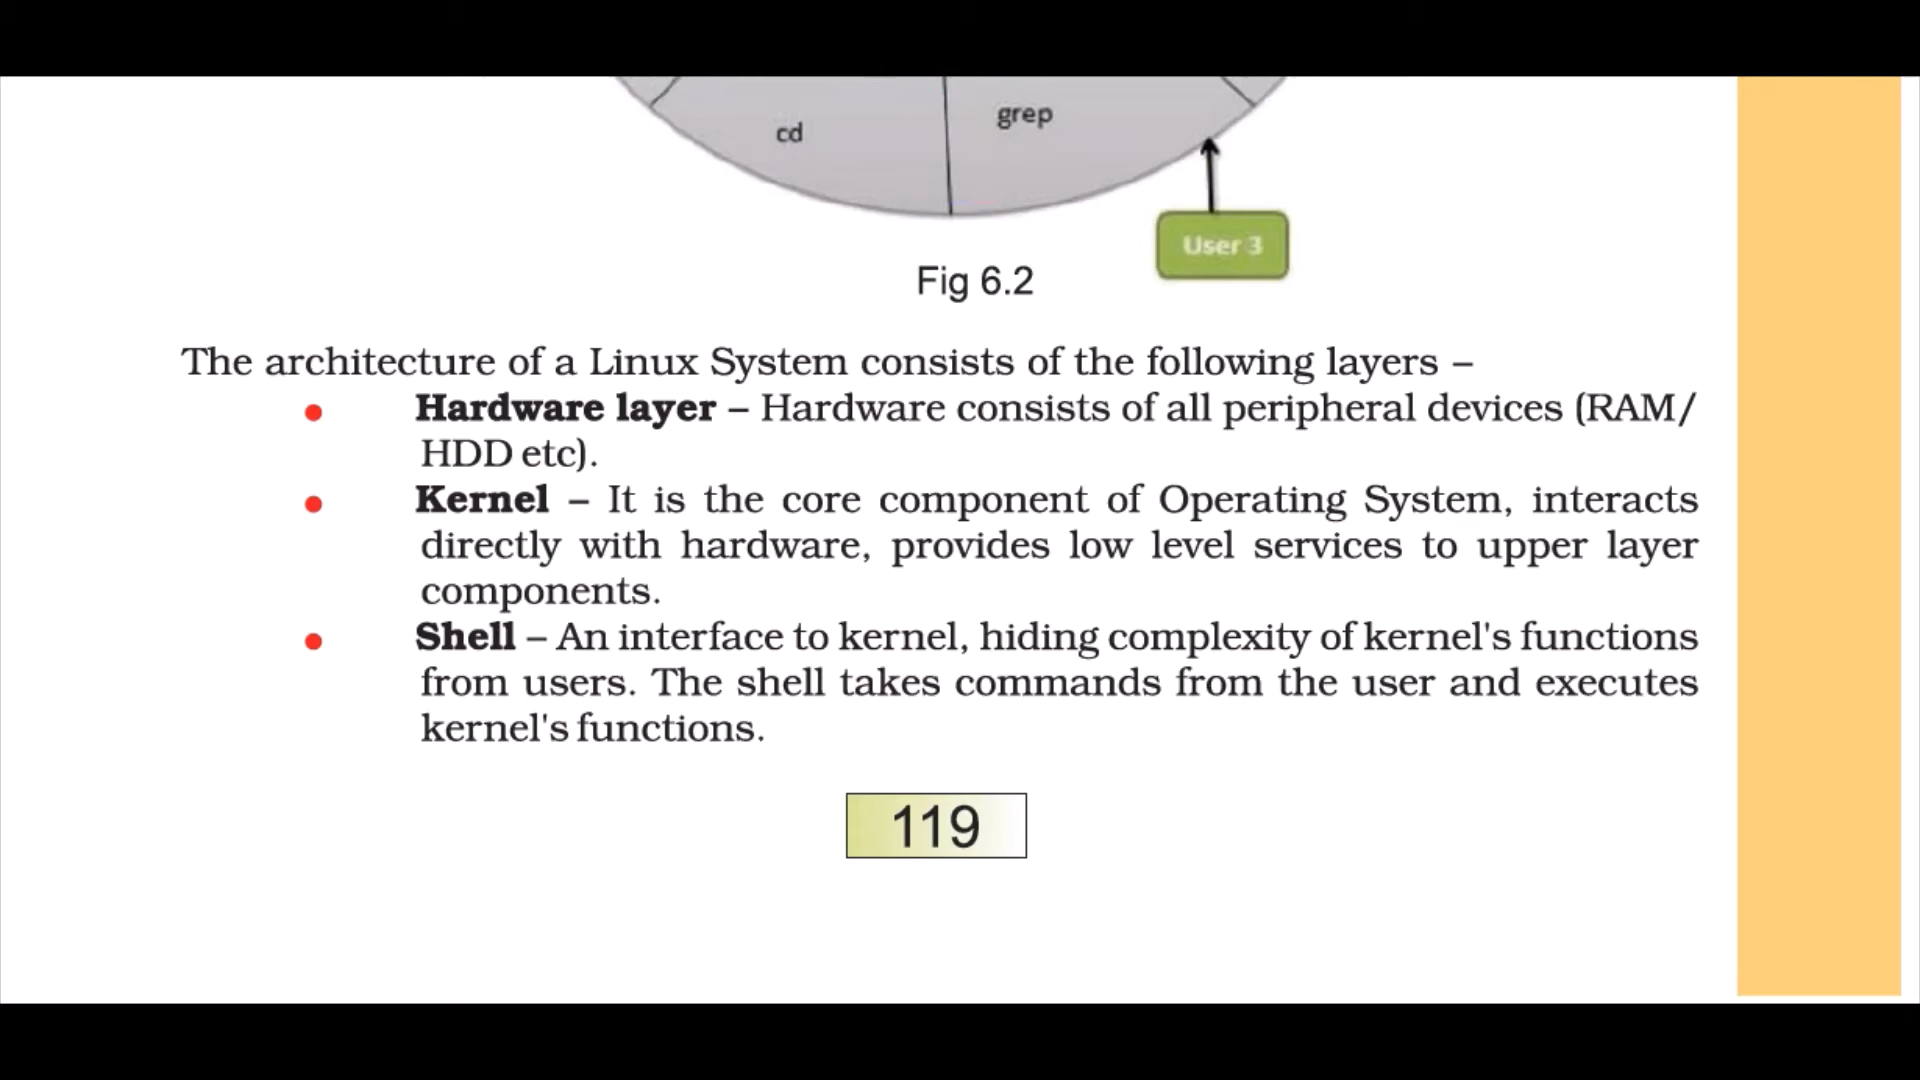 grep
cd
User 3
Fig 6.2
The architecture of a Linux System consists of the following layers –
● Hardware layer – Hardware consists of all peripheral devices (RAM/
HDD etc).
● Kernel – It is the core component of Operating System, interacts
directly with hardware, provides low level services to upper layer
components.
● Shell – An interface to kernel, hiding complexity of kernel's functions
from users. The shell takes commands from the user and executes
kernel's functions.
119